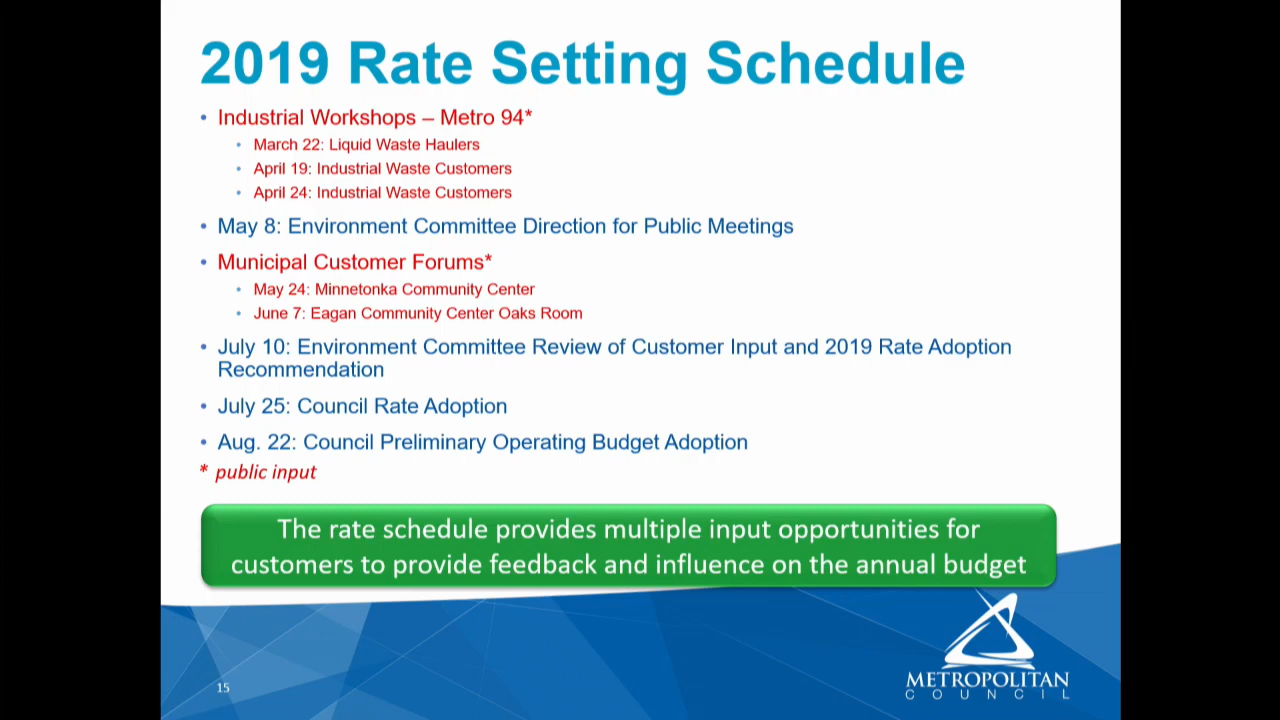 2019 Rate Setting Schedule
• Industrial Workshops – Metro 94*
• March 22: Liquid Waste Haulers
• April 19: Industrial Waste Customers
• April 24: Industrial Waste Customers
• May 8: Environment Committee Direction for Public Meetings
• Municipal Customer Forums*
• May 24: Minnetonka Community Center
• June 7: Eagan Community Center Oaks Room
• July 10: Environment Committee Review of Customer Input and 2019 Rate Adoption
Recommendation
• July 25: Council Rate Adoption
• Aug. 22: Council Preliminary Operating Budget Adoption
* public input
The rate schedule provides multiple input opportunities for
customers to provide feedback and influence on the annual budget
15
METROPOLITAN
COUNCIL